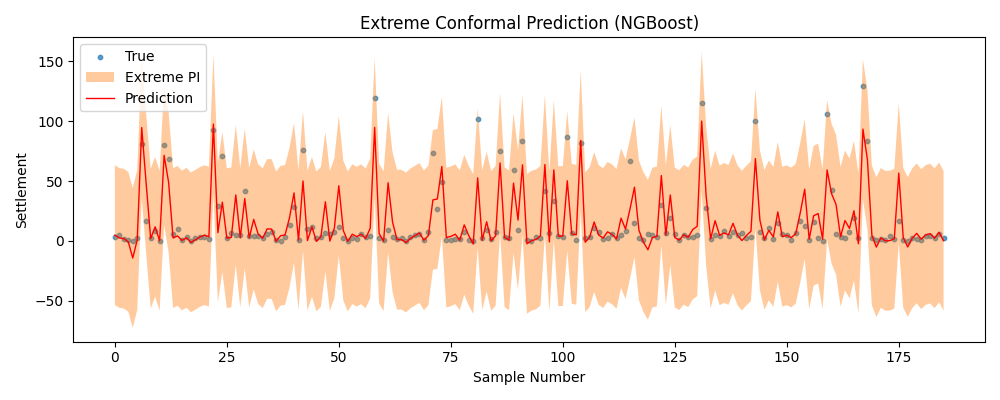 Extreme Conformal Prediction (NGBoost)
True
Extreme PI
Prediction
Settlement
150
100
50
0
−50
0
25
50
75
100
125
150
175
Sample Number